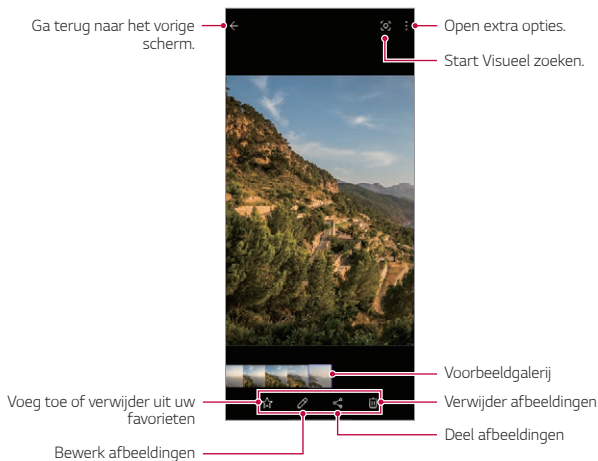 Ga terug naar het vorige
scherm.
Open extra opties.
Start Visueel zoeken.
Voorbeeldgalerij
Voeg toe of verwijder uit uw
favorieten
Verwijder afbeeldingen
Deel afbeeldingen
Bewerk afbeeldingen